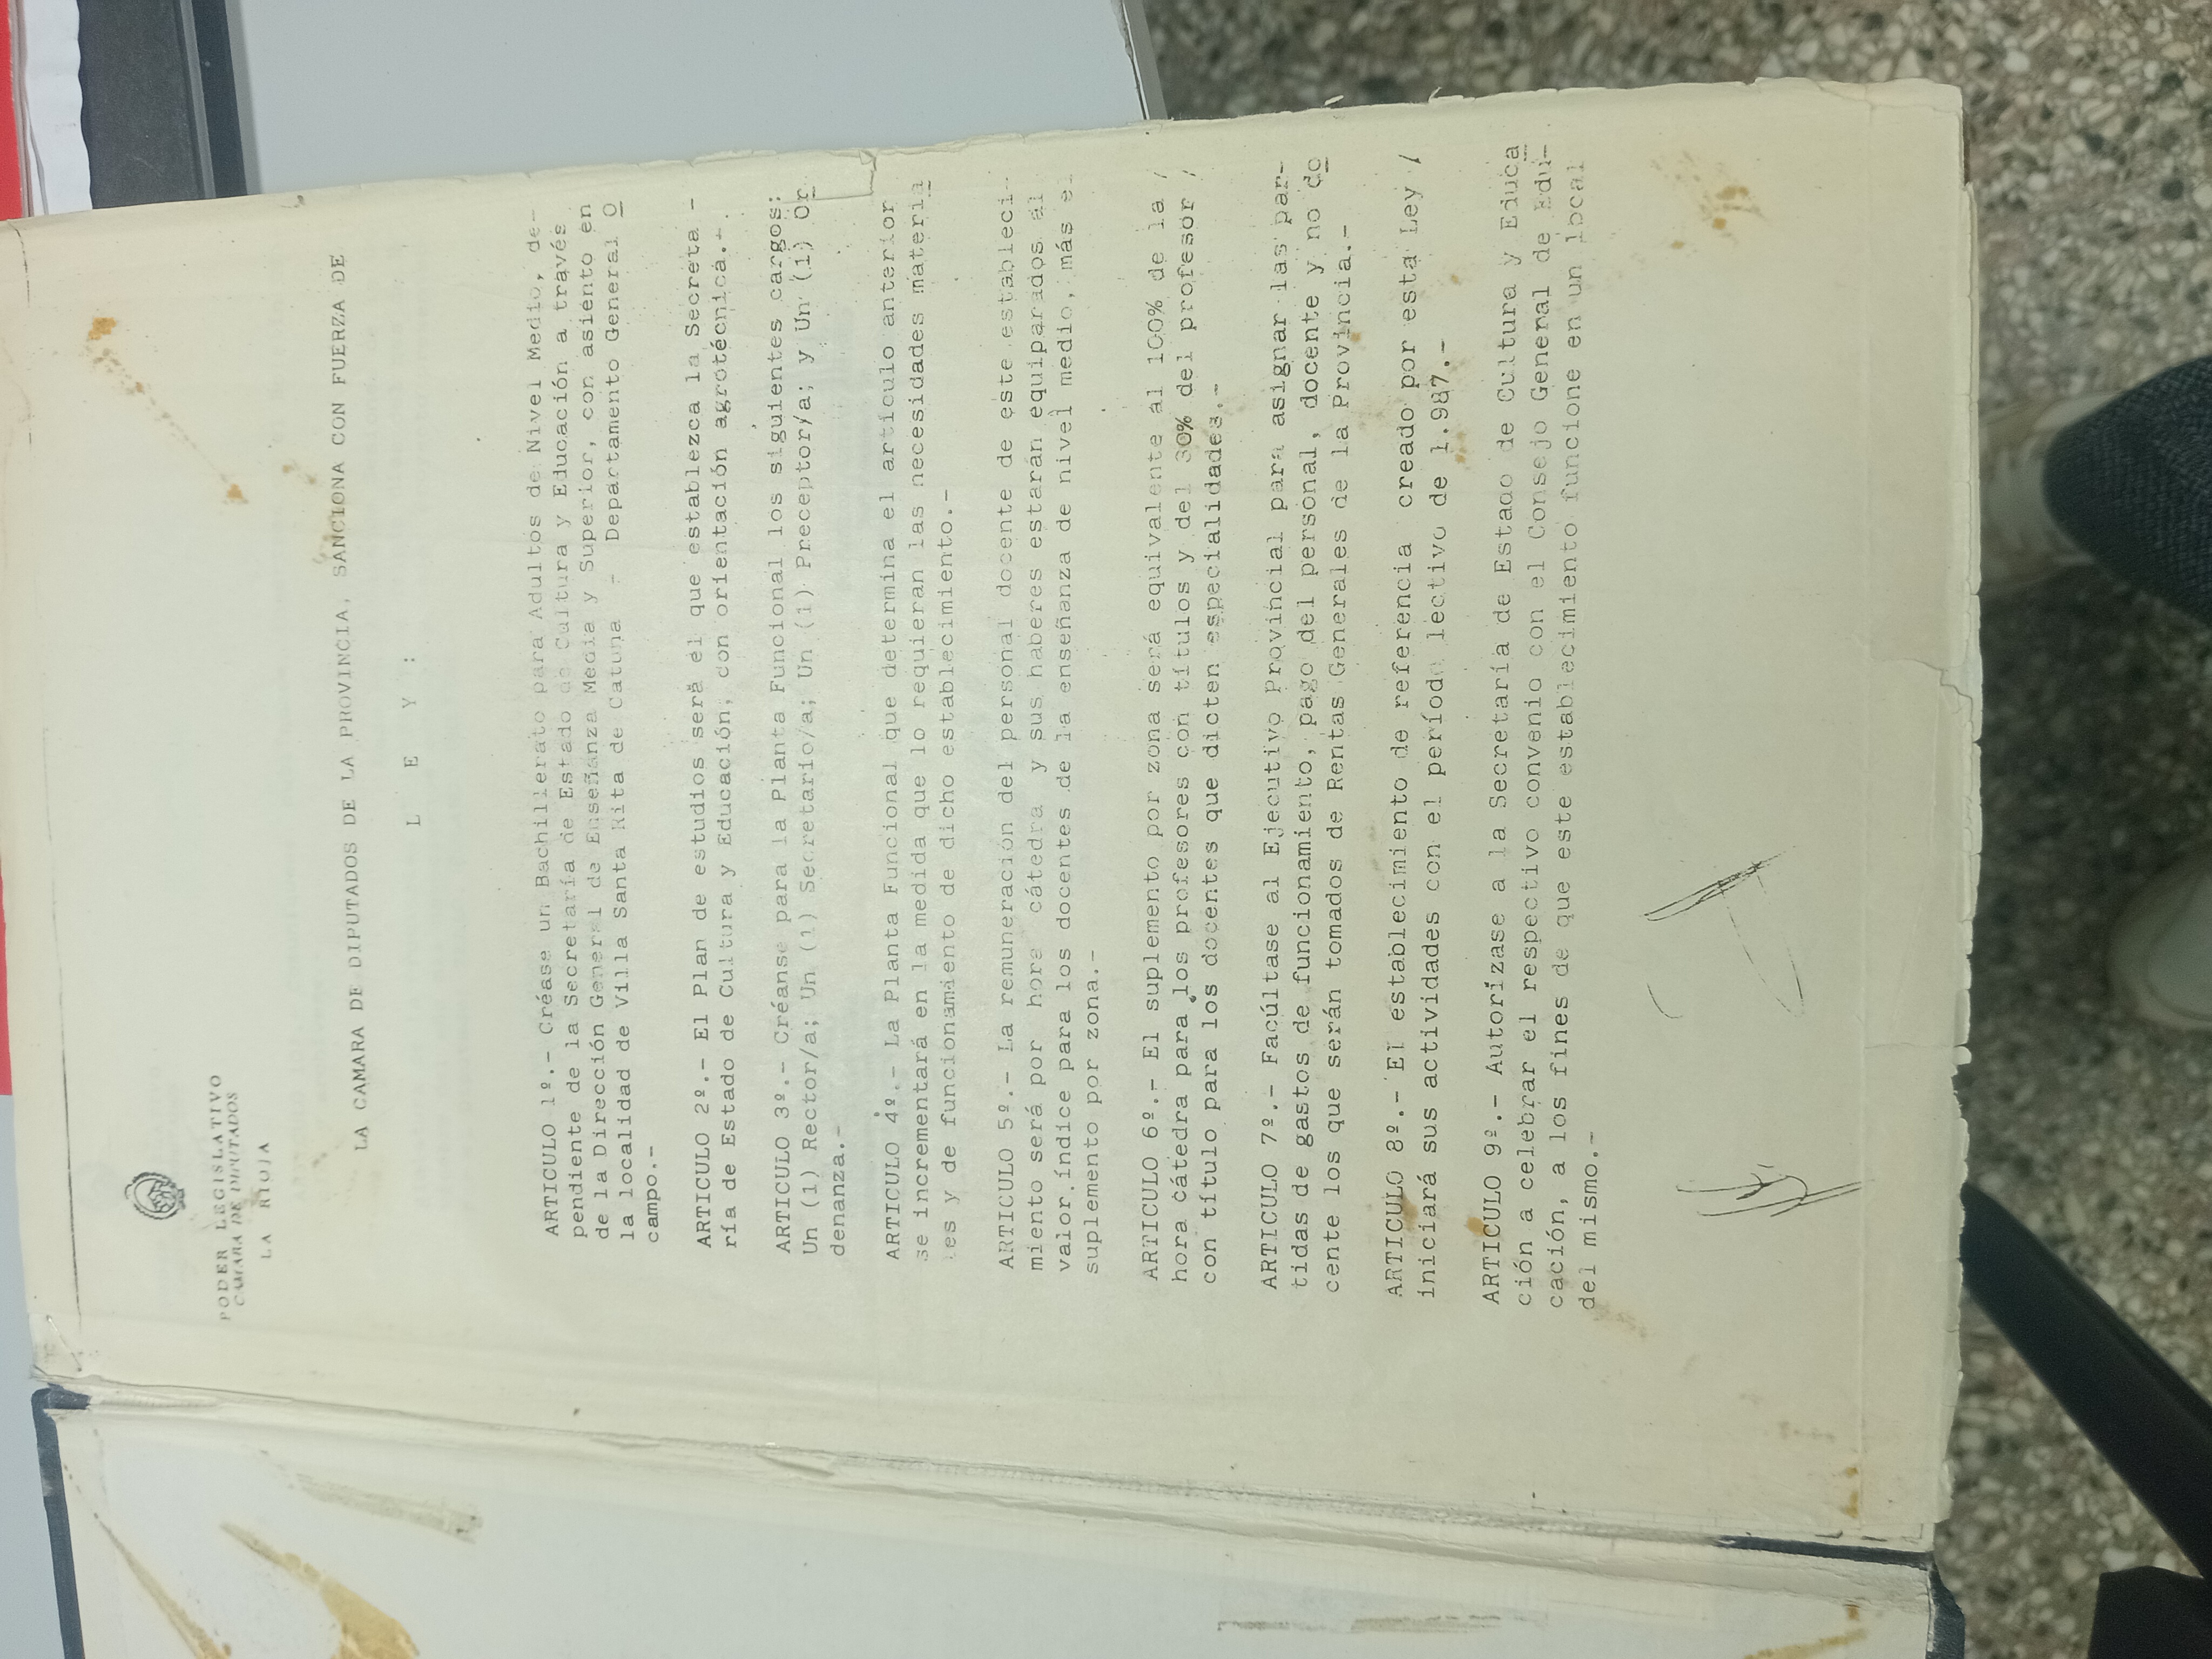 PODER LEGISLATIVO
CAMARA DE DIPUTADOS
LA RIOJA
LA CAMARA DE DIPUTADOS DE LA PROVINCIA, SANCIONA CON FUERZA DE
L E Y :
ARTICULO 1º.- Créase un Bachillerato para Adultos de Nivel Medio, de-
pendiente de la Secretaría de Estado de Cultura y Educación a través
de la Dirección General de Enseñanza Media y Superior, con asiento en
la localidad de Villa Santa Rita de Catuna - Departamento General O
campo.-
ARTICULO 2º.- El Plan de estudios será el que establezca la Secreta -
ría de Estado de Cultura y Educación, con orientación agrotécnica.-
ARTICULO 3º.- Créanse para la Planta Funcional los siguientes cargos:
Un (1) Rector/a; Un (1) Secretario/a; Un (1) Preceptor/a; y Un (1) Or
denanza.-
ARTICULO 4º.- La Planta Funcional que determina el artículo anterior
se incrementará en la medida que lo requieran las necesidades materia
les y de funcionamiento de dicho establecimiento.-
ARTICULO 5º.- La remuneración del personal docente de este estableci-
miento será por hora cátedra y sus haberes estarán equiparados al
valor índice para los docentes de la enseñanza de nivel medio, más el
suplemento por zona.-
ARTICULO 6º.- El suplemento por zona será equivalente al 100% de la /
hora cátedra para los profesores con títulos y del 30% del profesor /
con título para los docentes que dicten especialidades.-
ARTICULO 7º.- Facúltase al Ejecutivo Provincial para asignar las par-
tidas de gastos de funcionamiento, pago del personal, docente y no do
cente los que serán tomados de Rentas Generales de la Provincia.-
ARTICULO 8º.- El establecimiento de referencia creado por esta Ley /
iniciará sus actividades con el período lectivo de 1.987.-
ARTICULO 9º.- Autorízase a la Secretaría de Estado de Cultura y Educa
ción a celebrar el respectivo convenio con el Consejo General de Edu-
cación, a los fines de que este establecimiento funcione en un local
del mismo.-